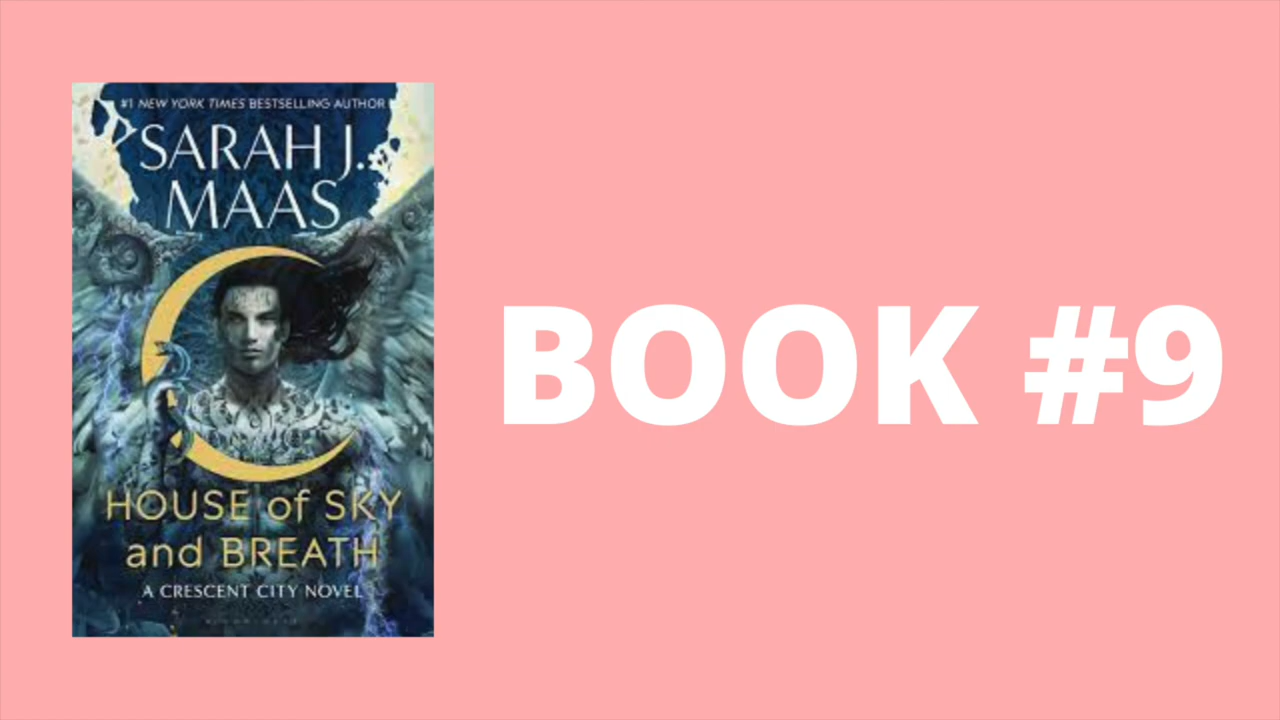 #1 NEW YORK TIMES BESTSELLING AUTHOR
SARAH J.
MAAS
HOUSE of SKY
and BREATH
A CRESCENT CITY NOVEL
BOOK #9